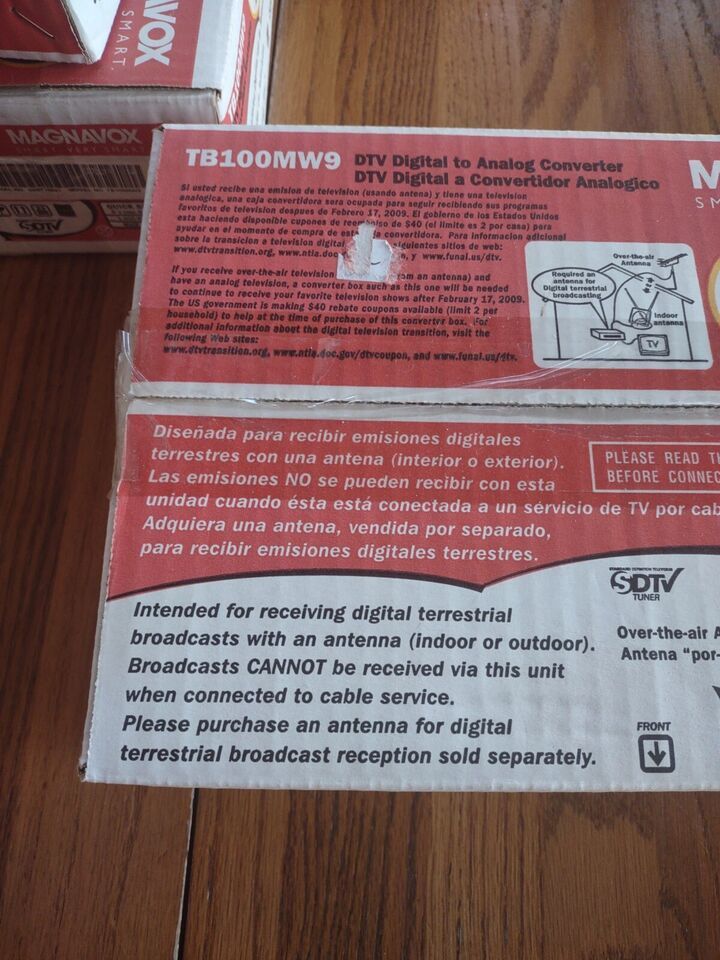 VOX
SMART.
MAGNAVOX
SMART. VERY SMART.
SDTV
TB100MW9 DTV Digital to Analog Converter
DTV Digital a Convertidor Analogico
Si usted recibe una emision de television (usando antena) y tiene una television
analogica, una caja convertidora sera ocupada para seguir recibiendo sus programas
favoritos de television despues de Febrero 17, 2009. El gobierno de los Estados Unidos
esta haciendo disponible cupones de reembolso de $40 (el limite es 2 por casa) para
ayudar en el momento de compra de esta caja convertidora. Para informacion adicional
sobre la transicion a television digital siguientes sitios de web:
www.dtvtransition.org, www.ntia.doc y www.funai.us/dtv.
If you receive over-the-air television from an antenna) and
have an analog television, a converter box such as this one will be needed
to continue to receive your favorite television shows after February 17, 2009.
The US government is making $40 rebate coupons available (limit 2 per
household) to help at the time of purchase of this convertvr box. For
additional information about the digital television transition, visit the
following Web sites:
www.dtvtransition.org, www.ntia.doc.gov/dtvcoupon, and www.funai.us/dtv.
Over-the-air
Antenna
Required an
antenna for
Digital terrestrial
broadcasting
Indoor
antenna
TV
SM
Diseñada para recibir emisiones digitales
terrestres con una antena (interior o exterior).
Las emisiones NO se pueden recibir con esta
unidad cuando ésta está conectada a un sérvicio de TV por cab
Adquiera una antena, vendida por separado,
para recibir emisiones digitales terrestres.
PLEASE READ TH
BEFORE CONNEC
STANDARD DEFINITION TELEVISION
SDTV
TUNER
Intended for receiving digital terrestrial
broadcasts with an antenna (indoor or outdoor).
Broadcasts CANNOT be received via this unit
when connected to cable service.
Please purchase an antenna for digital
terrestrial broadcast reception sold separately.
Over-the-air A
Antena "por-
FRONT